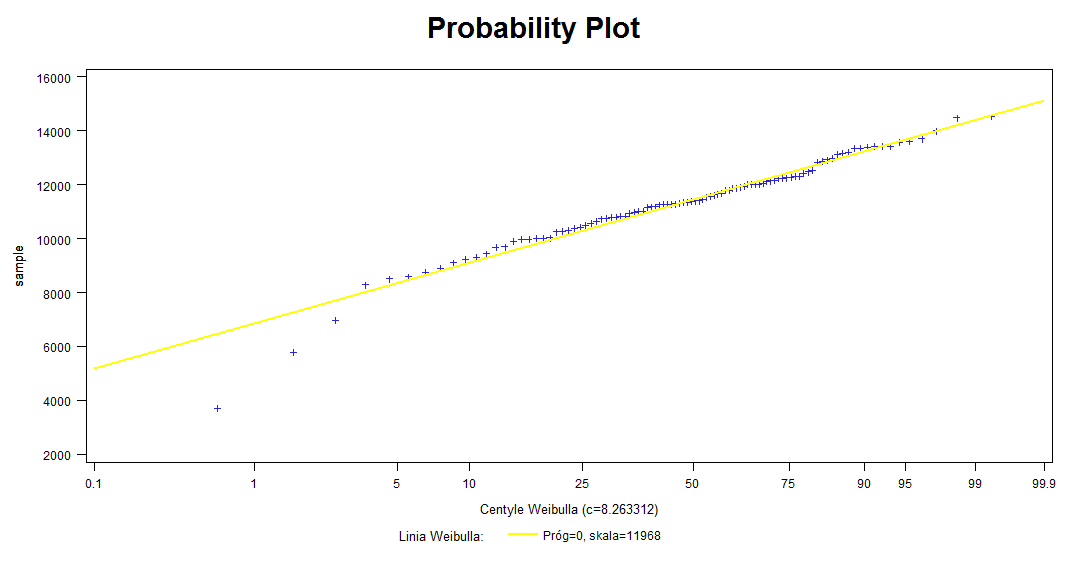 Probability Plot
16000
14000
12000
10000
8000
6000
4000
2000
sample
0.1 1 5 10 25 50 75 90 95 99 99.9
Centyle Weibulla (c=8.263312)
Linia Weibulla: Próg=0, skala=11968